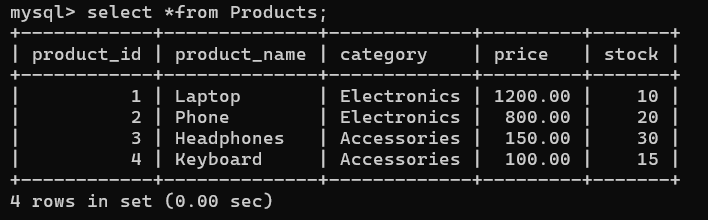 mysql> select *from Products;
+------------+--------------+-------------+---------+-------+
| product_id | product_name | category    | price   | stock |
+------------+--------------+-------------+---------+-------+
|          1 | Laptop       | Electronics | 1200.00 |    10 |
|          2 | Phone        | Electronics |  800.00 |    20 |
|          3 | Headphones   | Accessories |  150.00 |    30 |
|          4 | Keyboard     | Accessories |  100.00 |    15 |
+------------+--------------+-------------+---------+-------+
4 rows in set (0.00 sec)